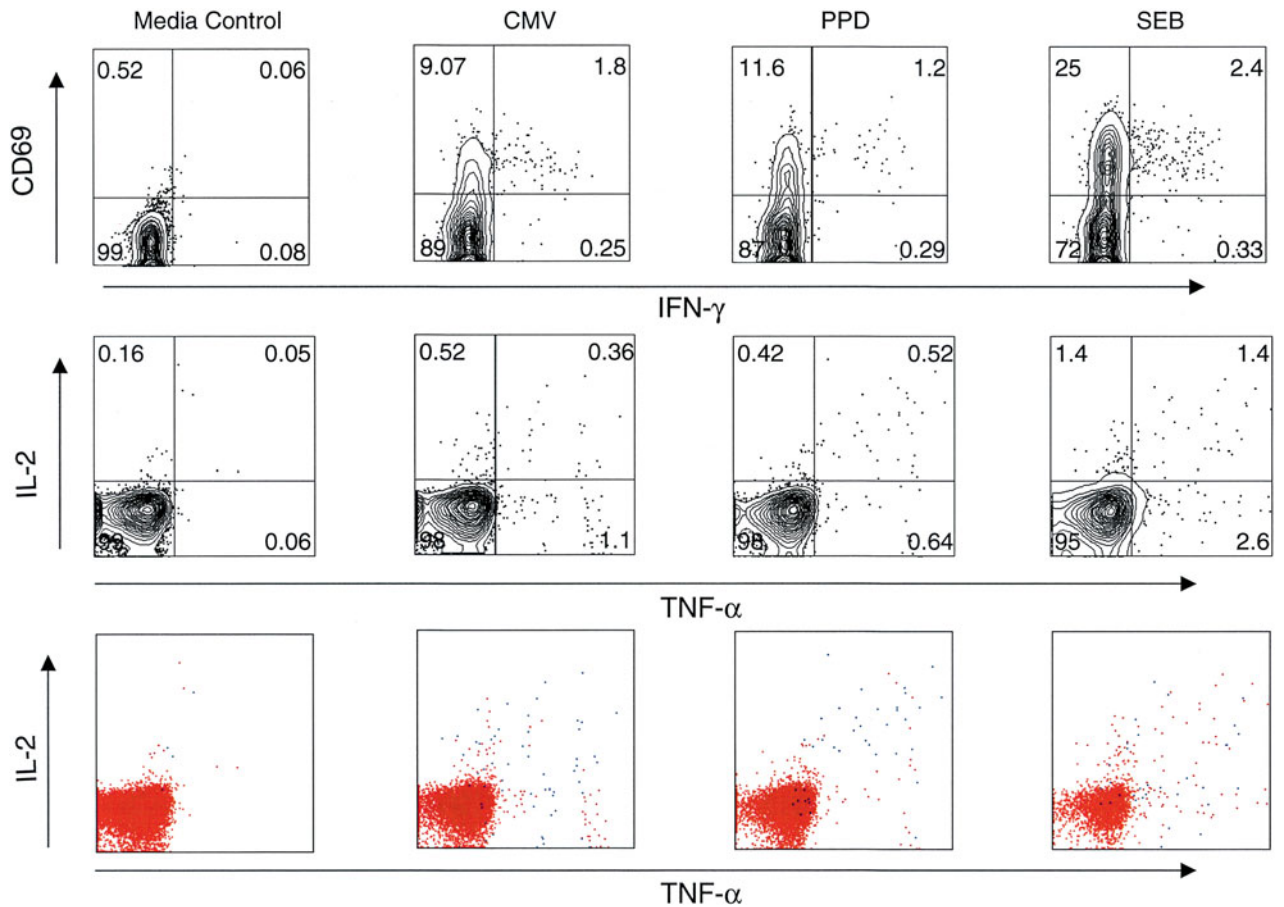 Media Control CMV PPD SEB
CD69
0.52 0.06 9.07 1.8 11.6 1.2 25 2.4
99 0.08 89 0.25 87 0.29 72 0.33
IFN-γ
IL-2
0.16 0.05 0.52 0.36 0.42 0.52 1.4 1.4
99 0.06 98 1.1 98 0.64 95 2.6
TNF-α
IL-2
TNF-α